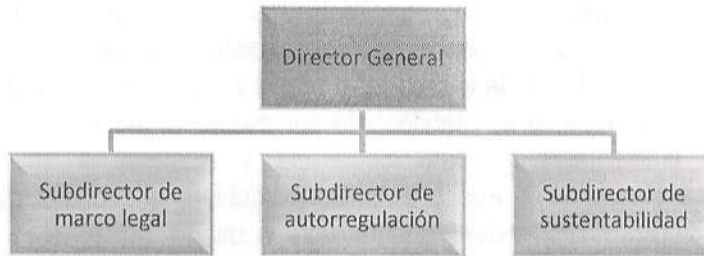 Director General
Subdirector de
marco legal
Subdirector de
autorregulación
Subdirector de
sustentabilidad